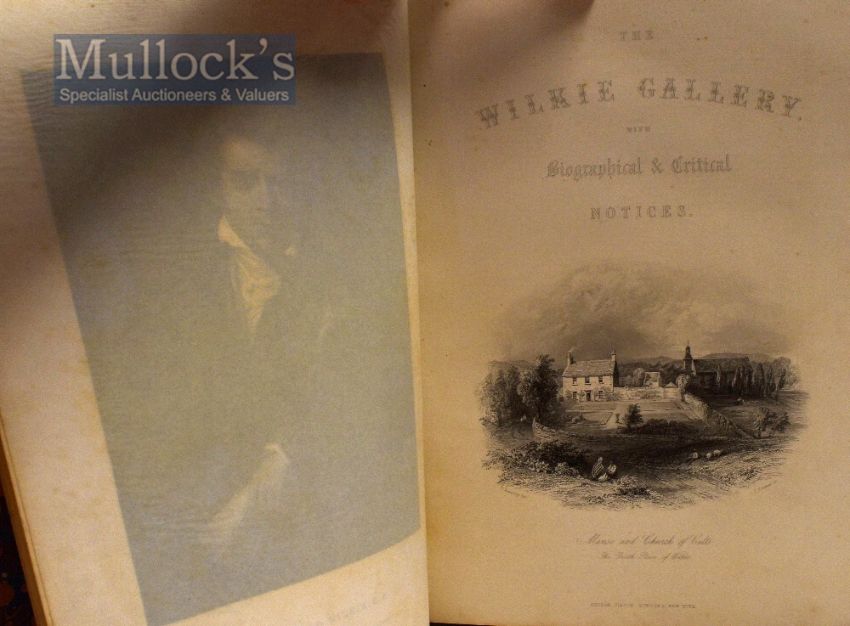 Mullock's
Specialist Auctioneers & Valuers
THE
WILKIE GALLERY,
WITH
Biographical & Critical
NOTICES.
Manse and Church of Cults
The Birth Place of Wilkie